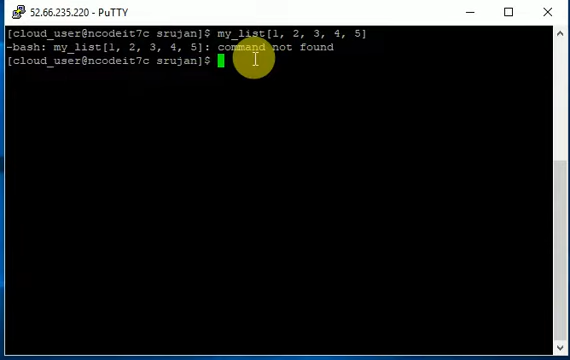 52.66.235.220 - PuTTY
[cloud_user@ncodeit7c srujan]$ my_list[1, 2, 3, 4, 5]
-bash: my_list[1, 2, 3, 4, 5]: command not found
[cloud_user@ncodeit7c srujan]$